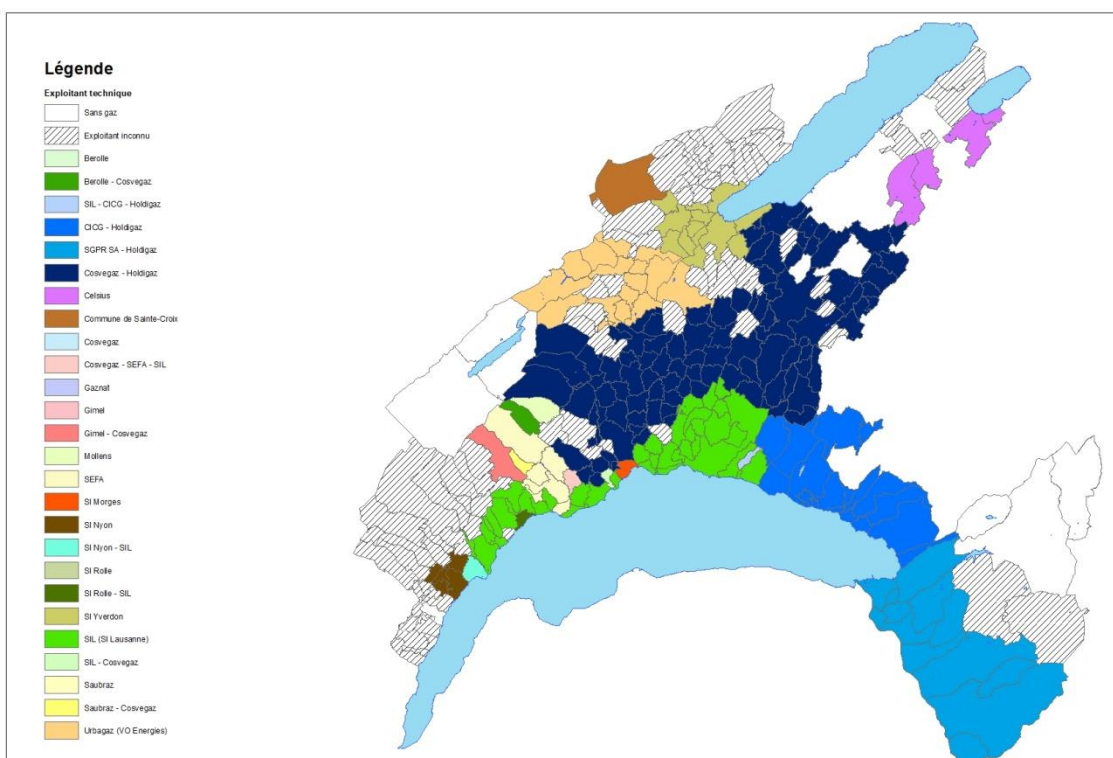 Légende
Exploitant technique
Sans gaz
Exploitant inconnu
Berolle
Berolle - Cosvegaz
SIL - CICG - Holdigaz
CICG - Holdigaz
SGPR SA - Holdigaz
Cosvegaz - Holdigaz
Celsius
Commune de Sainte-Croix
Cosvegaz
Cosvegaz - SEFA - SIL
Gaznat
Gimel
Gimel - Cosvegaz
Mollens
SEFA
SI Morges
SI Nyon
SI Nyon - SIL
SI Rolle
SI Rolle - SIL
SI Yverdon
SIL (SI Lausanne)
SIL - Cosvegaz
Saubraz
Saubraz - Cosvegaz
Urbagaz (VO Energies)